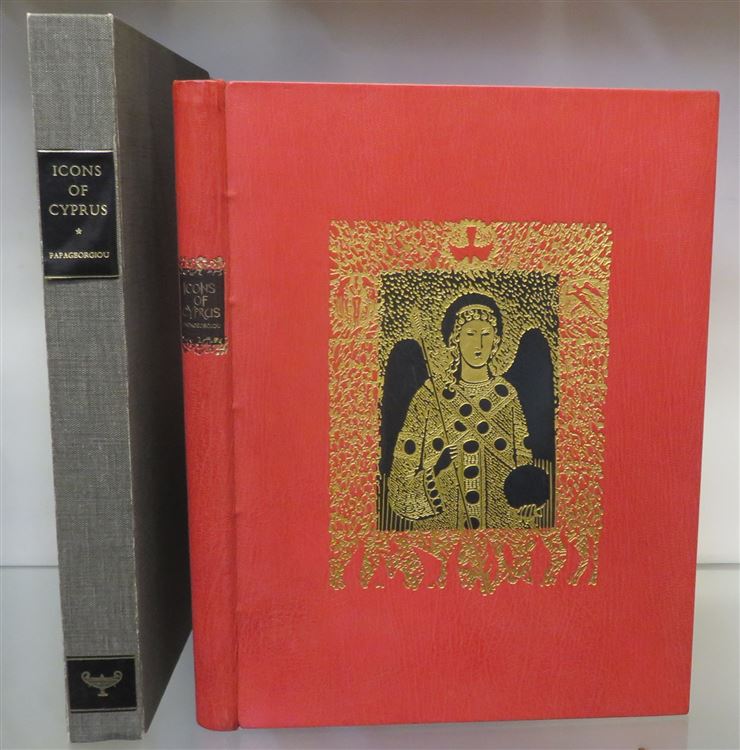 ICONS
OF
CYPRUS
*
PAPAGEORGIOU
ICONS
OF
CYPRUS
PAPAGEORGIOU